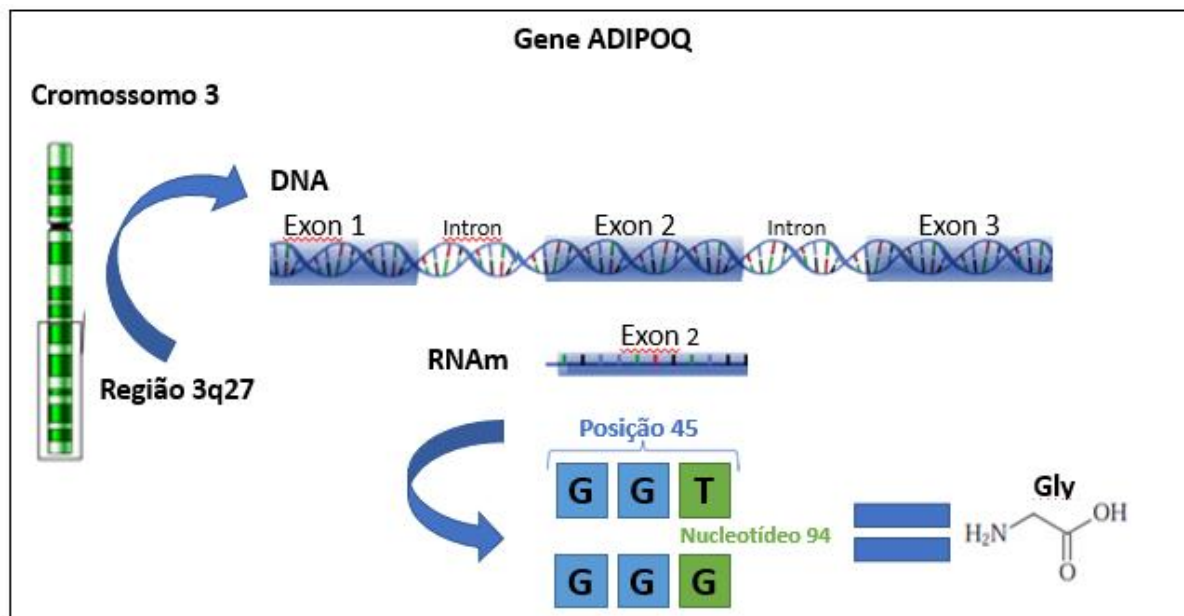 Gene ADIPOQ
Cromossomo 3
DNA
Exon 1
Intron
Exon 2
Intron
Exon 3
Exon 2
RNAm
Região 3q27
Posição 45
G G T
Gly
Nucleotídeo 94
H₂N
OH
O
G G G